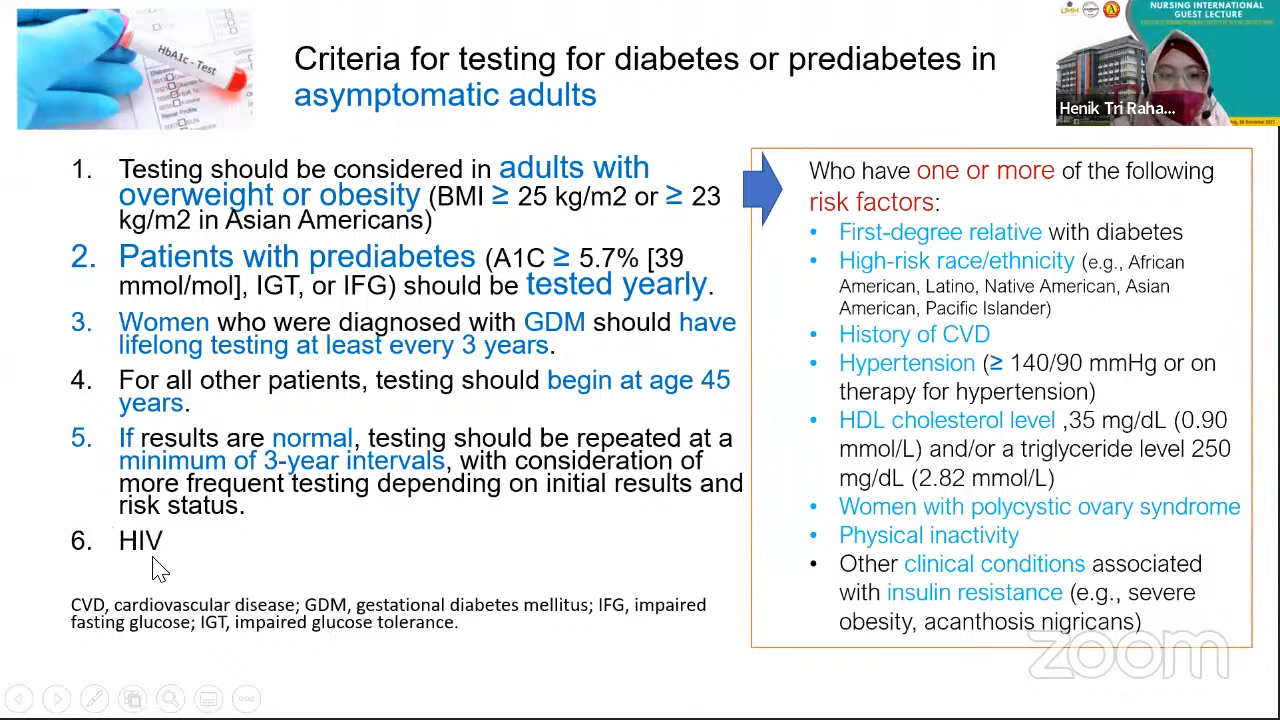 HbA1c - Test
Criteria for testing for diabetes or prediabetes in
asymptomatic adults
NURSING INTERNATIONAL
GUEST LECTURE
UMM
Henik Tri Raha...
1. Testing should be considered in adults with
overweight or obesity (BMI ≥ 25 kg/m2 or ≥ 23
kg/m2 in Asian Americans)
2. Patients with prediabetes (A1C ≥ 5.7% [39
mmol/mol], IGT, or IFG) should be tested yearly.
3. Women who were diagnosed with GDM should have
lifelong testing at least every 3 years.
4. For all other patients, testing should begin at age 45
years.
5. If results are normal, testing should be repeated at a
minimum of 3-year intervals, with consideration of
more frequent testing depending on initial results and
risk status.
6. HIV
CVD, cardiovascular disease; GDM, gestational diabetes mellitus; IFG, impaired
fasting glucose; IGT, impaired glucose tolerance.
Who have one or more of the following
risk factors:
• First-degree relative with diabetes
• High-risk race/ethnicity (e.g., African
American, Latino, Native American, Asian
American, Pacific Islander)
• History of CVD
• Hypertension (≥ 140/90 mmHg or on
therapy for hypertension)
• HDL cholesterol level ,35 mg/dL (0.90
mmol/L) and/or a triglyceride level 250
mg/dL (2.82 mmol/L)
• Women with polycystic ovary syndrome
• Physical inactivity
• Other clinical conditions associated
with insulin resistance (e.g., severe
obesity, acanthosis nigricans)
zoom